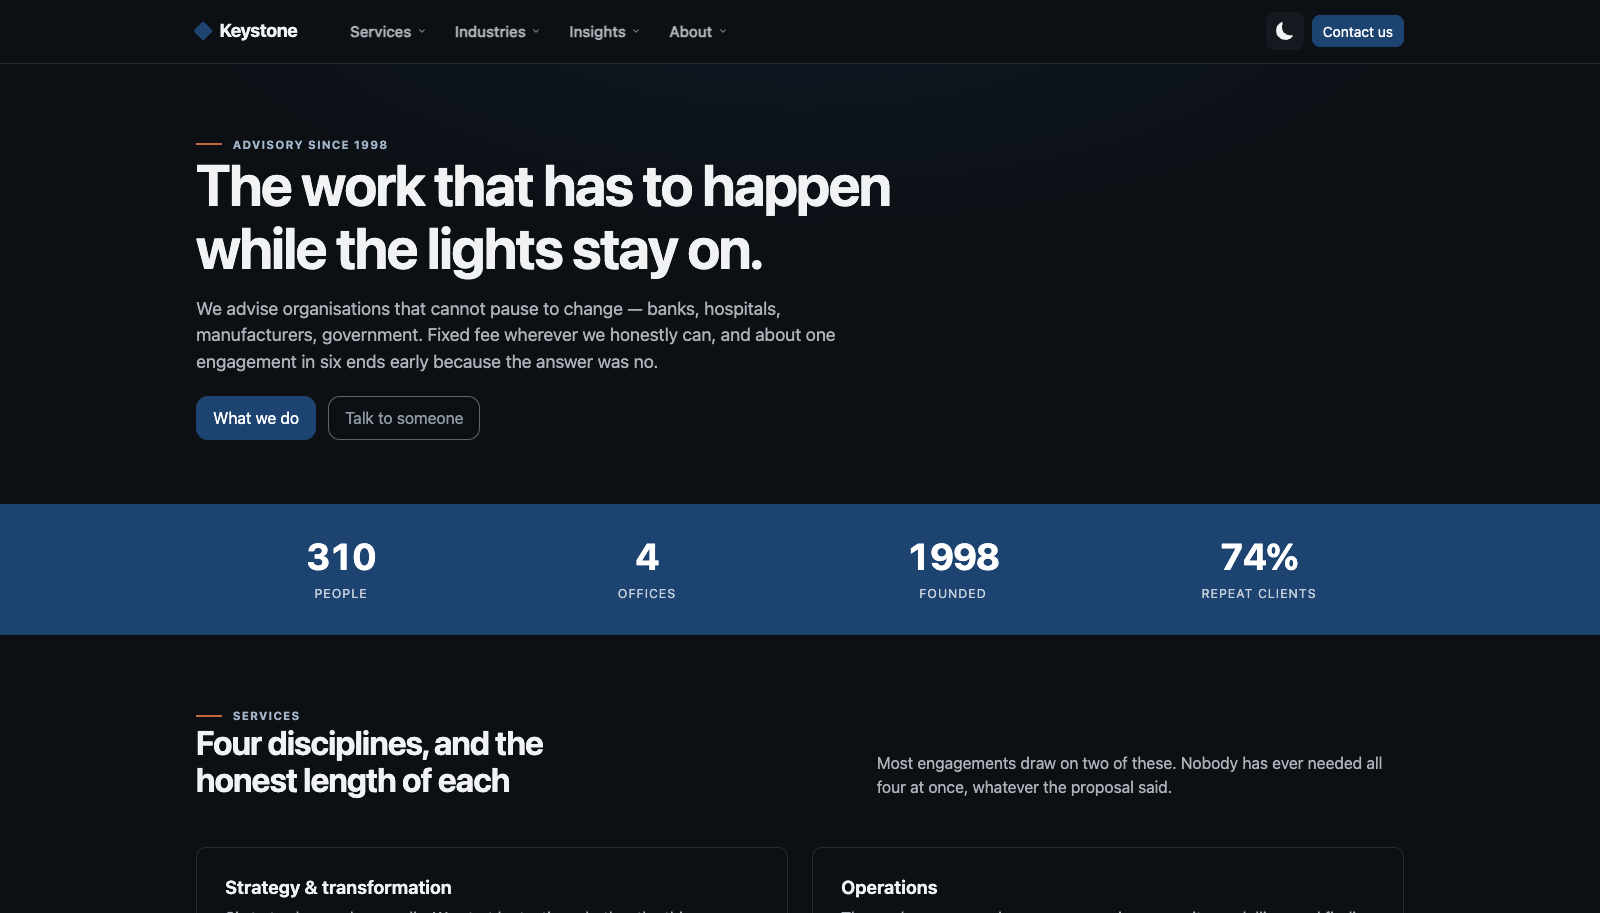 Keystone
Services
Industries
Insights
About
Contact us
ADVISORY SINCE 1998
The work that has to happen
while the lights stay on.
We advise organisations that cannot pause to change — banks, hospitals,
manufacturers, government. Fixed fee wherever we honestly can, and about one
engagement in six ends early because the answer was no.
What we do
Talk to someone
310
PEOPLE
4
OFFICES
1998
FOUNDED
74%
REPEAT CLIENTS
SERVICES
Four disciplines, and the
honest length of each
Most engagements draw on two of these. Nobody has ever needed all
four at once, whatever the proposal said.
Strategy & transformation
Operations